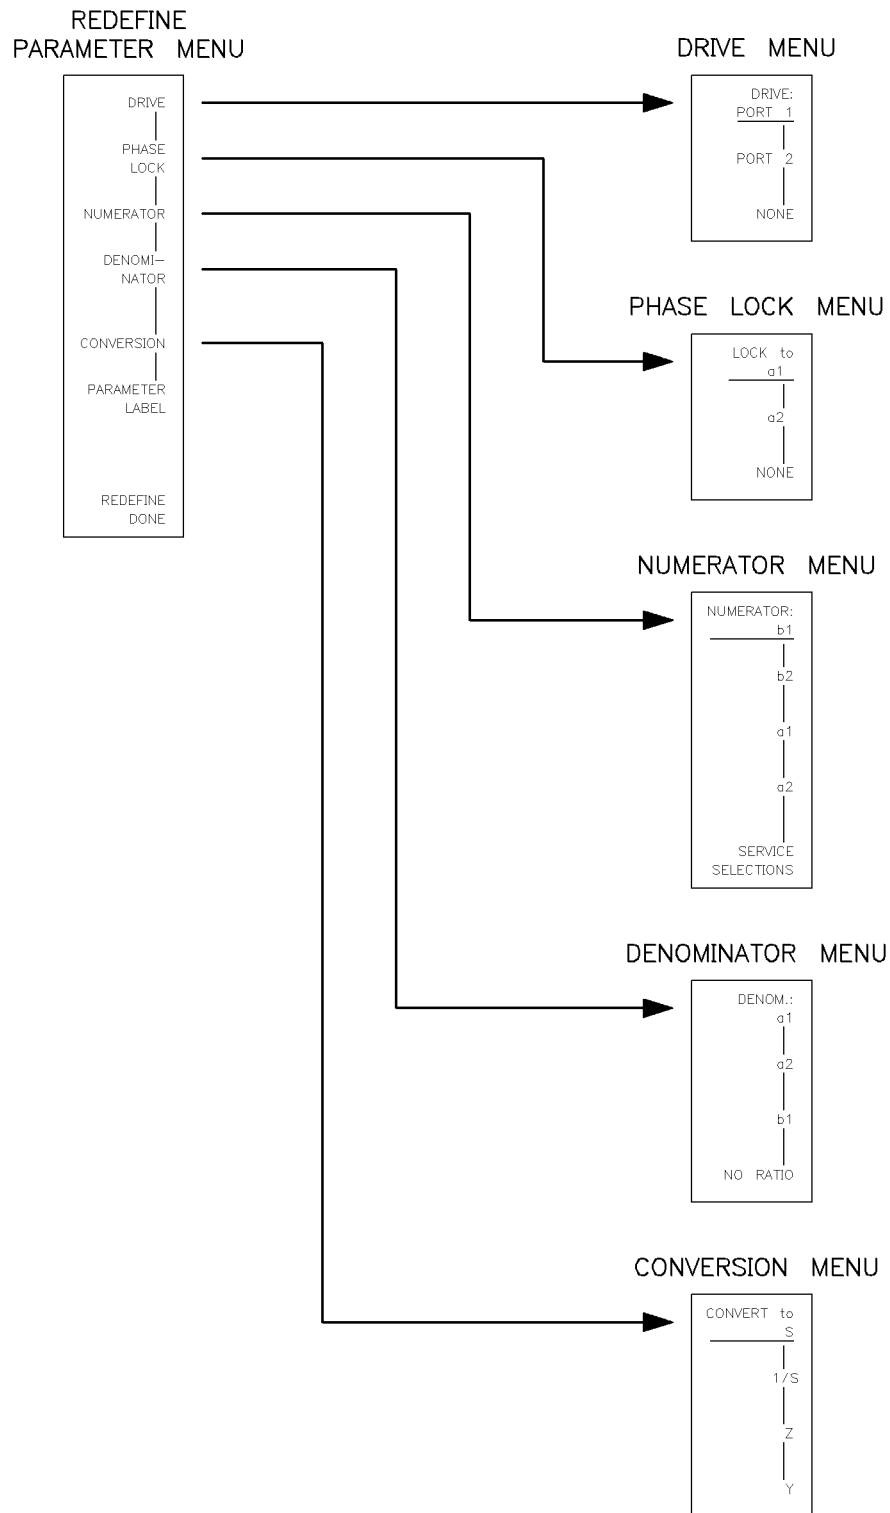 REDEFINE
PARAMETER MENU
DRIVE
PHASE
LOCK
NUMERATOR
DENOMI-
NATOR
CONVERSION
PARAMETER
LABEL
REDEFINE
DONE
DRIVE MENU
DRIVE:
PORT 1
PORT 2
NONE
PHASE LOCK MENU
LOCK to
a1
a2
NONE
NUMERATOR MENU
NUMERATOR:
b1
b2
a1
a2
SERVICE
SELECTIONS
DENOMINATOR MENU
DENOM.:
a1
a2
b1
NO RATIO
CONVERSION MENU
CONVERT to
S
1/S
Z
Y